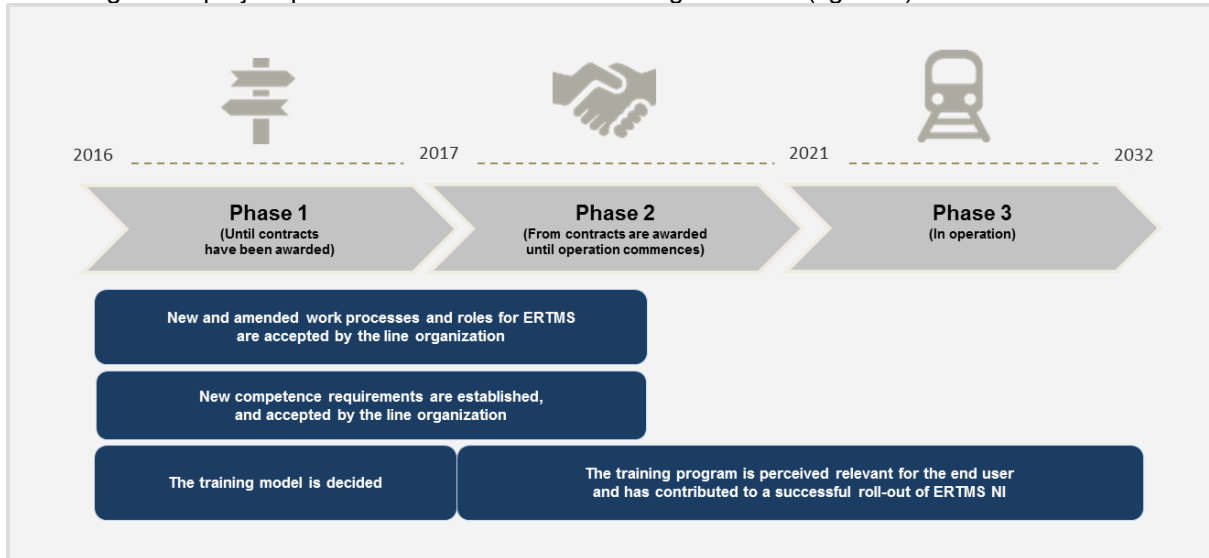 2016
2017
2021
2032
Phase 1
(Until contracts
have been awarded)
Phase 2
(From contracts are awarded
until operation commences)
Phase 3
(In operation)
New and amended work processes and roles for ERTMS
are accepted by the line organization
New competence requirements are established,
and accepted by the line organization
The training model is decided
The training program is perceived relevant for the end user
and has contributed to a successful roll-out of ERTMS NI